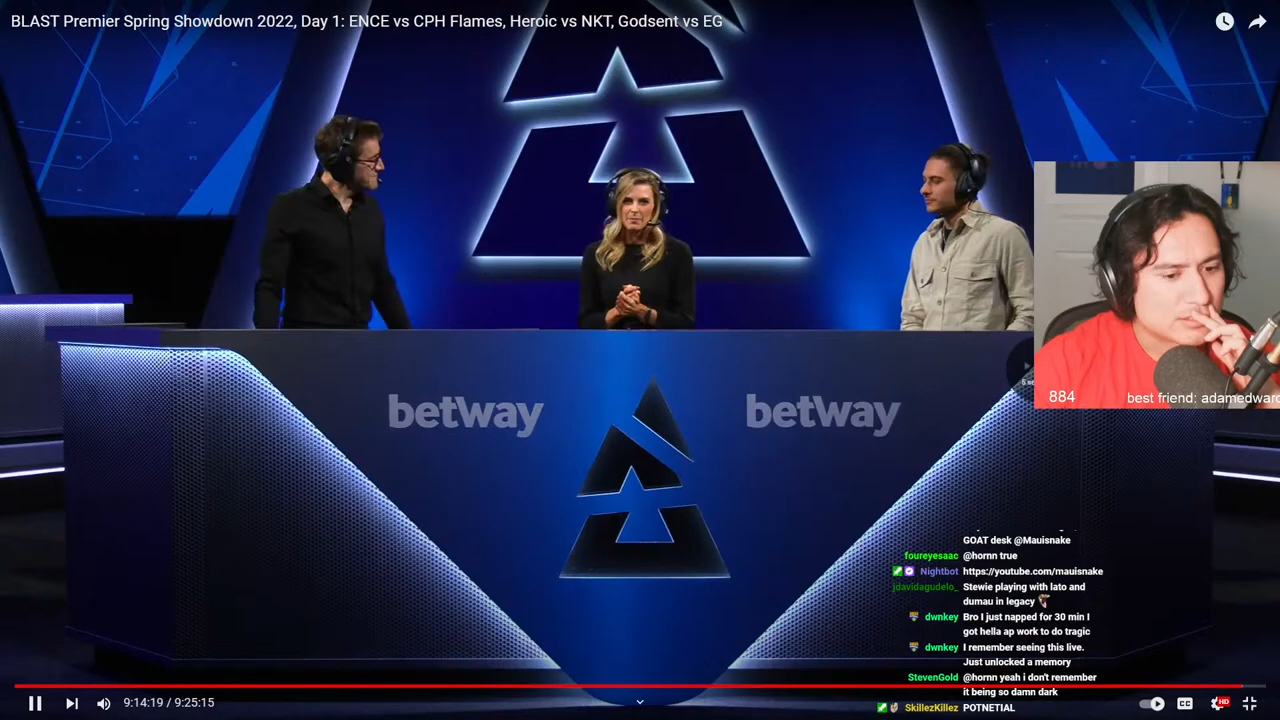 BLAST Premier Spring Showdown 2022, Day 1: ENCE vs CPH Flames, Heroic vs NKT, Godsent vs EG
betway
betway
884 best friend: adamedward
GOAT desk @Mauisnake
foureyesaac @hornn true
Nightbot https://youtube.com/mauisnake
jdavidagudelo_ Stewie playing with lato and
dumau in legacy
dwnkey Bro I just napped for 30 min I
got hella ap work to do tragic
dwnkey I remember seeing this live.
Just unlocked a memory
StevenGold @hornn yeah i don't remember
it being so damn dark
SkillezKillez POTNETIAL
9:14:19 / 9:25:15
CC
HD